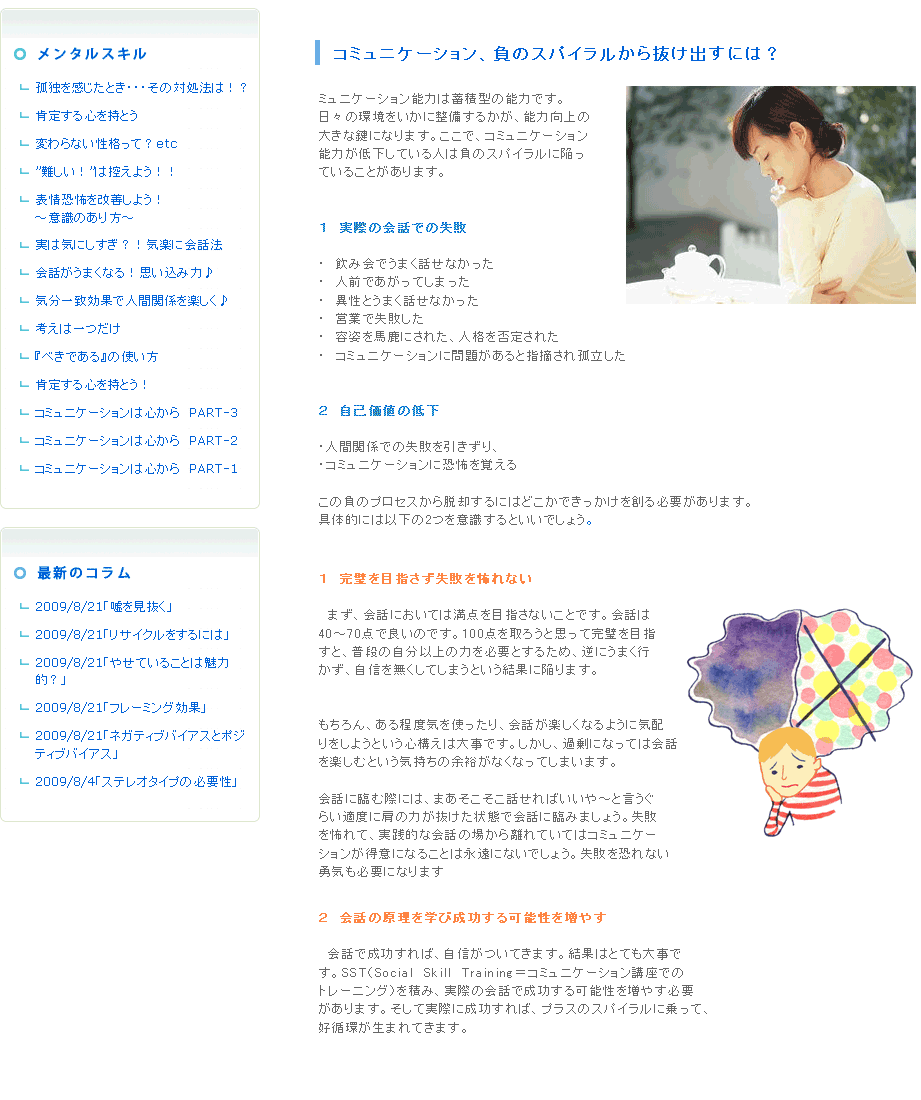 メンタルスキル
孤独を感じたとき・・・その対処法は！？
肯定する心を持とう
変わらない性格って？etc
”難しい！”は控えよう！！
表情恐怖を改善しよう！
～意識のあり方～
実は気にしすぎ？！気楽に会話法
会話がうまくなる！思い込み力♪
気分一致効果で人間関係を楽しく♪
考えは一つだけ
『べきである』の使い方
肯定する心を持とう！
コミュニケーションは心から PART-3
コミュニケーションは心から PART-2
コミュニケーションは心から PART-1
最新のコラム
2009/8/21「嘘を見抜く」
2009/8/21「リサイクルをするには」
2009/8/21「やせていることは魅力
的？」
2009/8/21「フレーミング効果」
2009/8/21「ネガティブバイアスとポジ
ティブバイアス」
2009/8/4「ステレオタイプの必要性」
コミュニケーション、負のスパイラルから抜け出すには？
ミュニケーション能力は蓄積型の能力です。
日々の環境をいかに整備するかが、能力向上の
大きな鍵になります。ここで、コミュニケーション
能力が低下している人は負のスパイラルに陥っ
ていることがあります。
１ 実際の会話での失敗
・ 飲み会でうまく話せなかった
・ 人前であがってしまった
・ 異性とうまく話せなかった
・ 営業で失敗した
・ 容姿を馬鹿にされた、人格を否定された
・ コミュニケーションに問題があると指摘され孤立した
２ 自己価値の低下
・人間関係での失敗を引きずり、
・コミュニケーションに恐怖を覚える
この負のプロセスから脱却するにはどこかできっかけを創る必要があります。
具体的には以下の2つを意識するといいでしょう。
１ 完璧を目指さず失敗を怖れない
まず、会話においては満点を目指さないことです。会話は
40～70点で良いのです。100点を取ろうと思って完璧を目指
すと、普段の自分以上の力を必要とするため、逆にうまく行
かず、自信を無くしてしまうという結果に陥ります。
もちろん、ある程度気を使ったり、会話が楽しくなるように気配
りをしようという心構えは大事です。しかし、過剰になっては会話
を楽しむという気持ちの余裕がなくなってしまいます。
会話に臨む際には、まあそこそこ話せればいいや～と言うぐ
らい適度に肩の力が抜けた状態で会話に臨みましょう。失敗
を怖れて、実践的な会話の場から離れていてはコミュニケー
ションが得意になることは永遠にないでしょう。失敗を恐れない
勇気も必要になります
２ 会話の原理を学び成功する可能性を増やす
会話で成功すれば、自信がついてきます。結果はとても大事で
す。SST（Social Skill Training＝コミュニケーション講座での
トレーニング）を積み、実際の会話で成功する可能性を増やす必要
があります。そして実際に成功すれば、プラスのスパイラルに乗って、
好循環が生まれてきます。